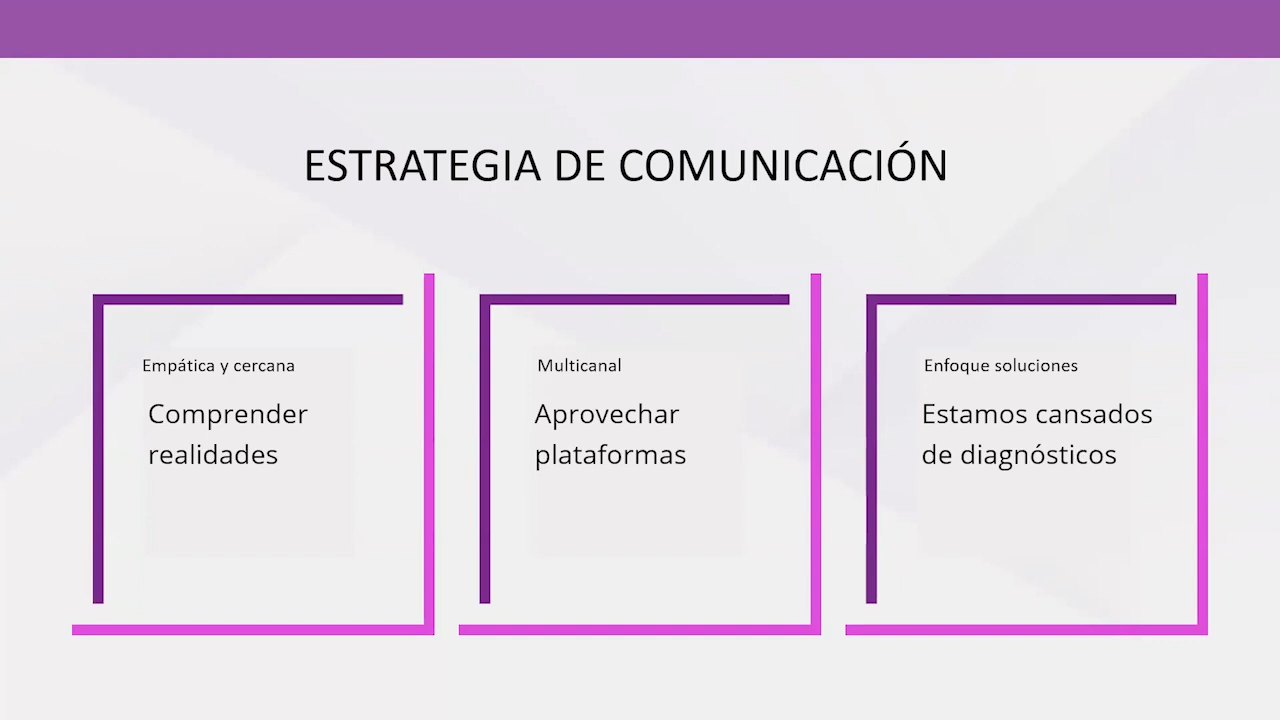 ESTRATEGIA DE COMUNICACIÓN
Empática y cercana
Comprender
realidades
Multicanal
Aprovechar
plataformas
Enfoque soluciones
Estamos cansados
de diagnósticos